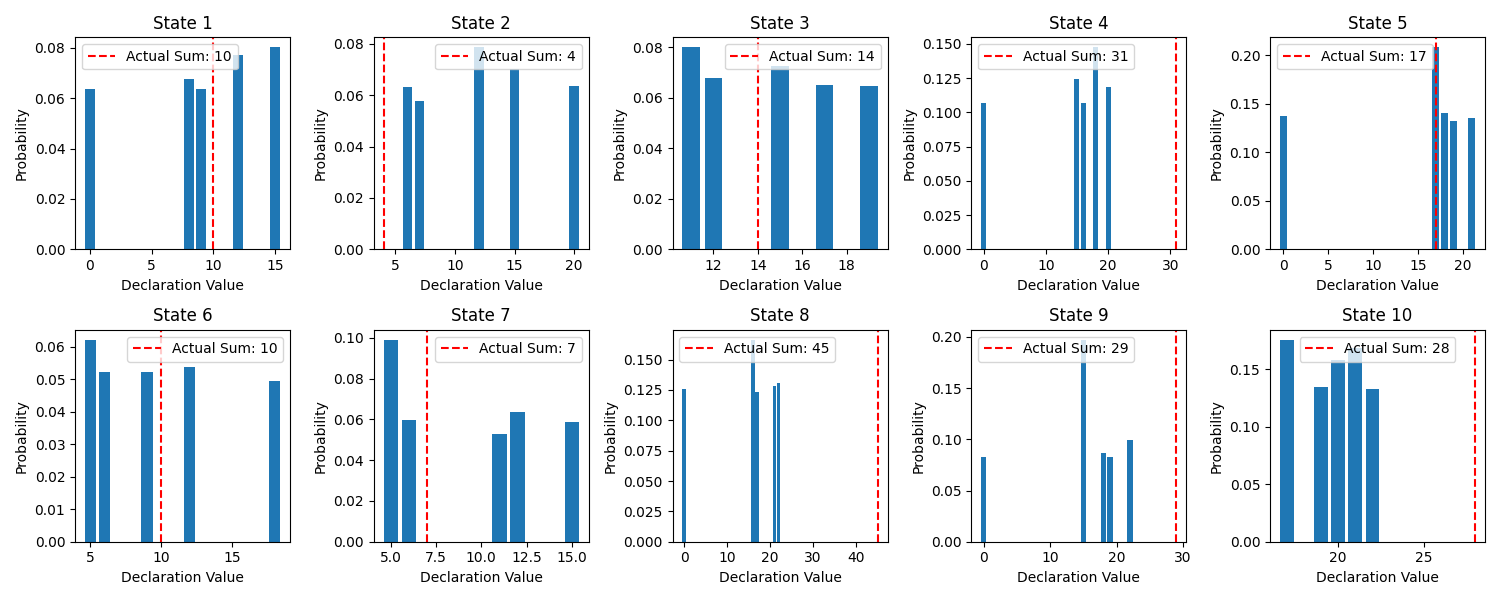 State 1
Actual Sum: 10
Probability
0.08
0.06
0.04
0.02
0.00
0
5
10
15
Declaration Value
State 2
Actual Sum: 4
Probability
0.08
0.06
0.04
0.02
0.00
5
10
15
20
Declaration Value
State 3
Actual Sum: 14
Probability
0.08
0.06
0.04
0.02
0.00
12
14
16
18
Declaration Value
State 4
Actual Sum: 31
Probability
0.150
0.125
0.100
0.075
0.050
0.025
0.000
0
10
20
30
Declaration Value
State 5
Actual Sum: 17
Probability
0.20
0.15
0.10
0.05
0.00
0
5
10
15
20
Declaration Value
State 6
Actual Sum: 10
Probability
0.06
0.05
0.04
0.03
0.02
0.01
0.00
5
10
15
Declaration Value
State 7
Actual Sum: 7
Probability
0.10
0.08
0.06
0.04
0.02
0.00
5.0
7.5
10.0
12.5
15.0
Declaration Value
State 8
Actual Sum: 45
Probability
0.150
0.125
0.100
0.075
0.050
0.025
0.000
0
20
40
Declaration Value
State 9
Actual Sum: 29
Probability
0.20
0.15
0.10
0.05
0.00
0
10
20
30
Declaration Value
State 10
Actual Sum: 28
Probability
0.15
0.10
0.05
0.00
20
25
Declaration Value